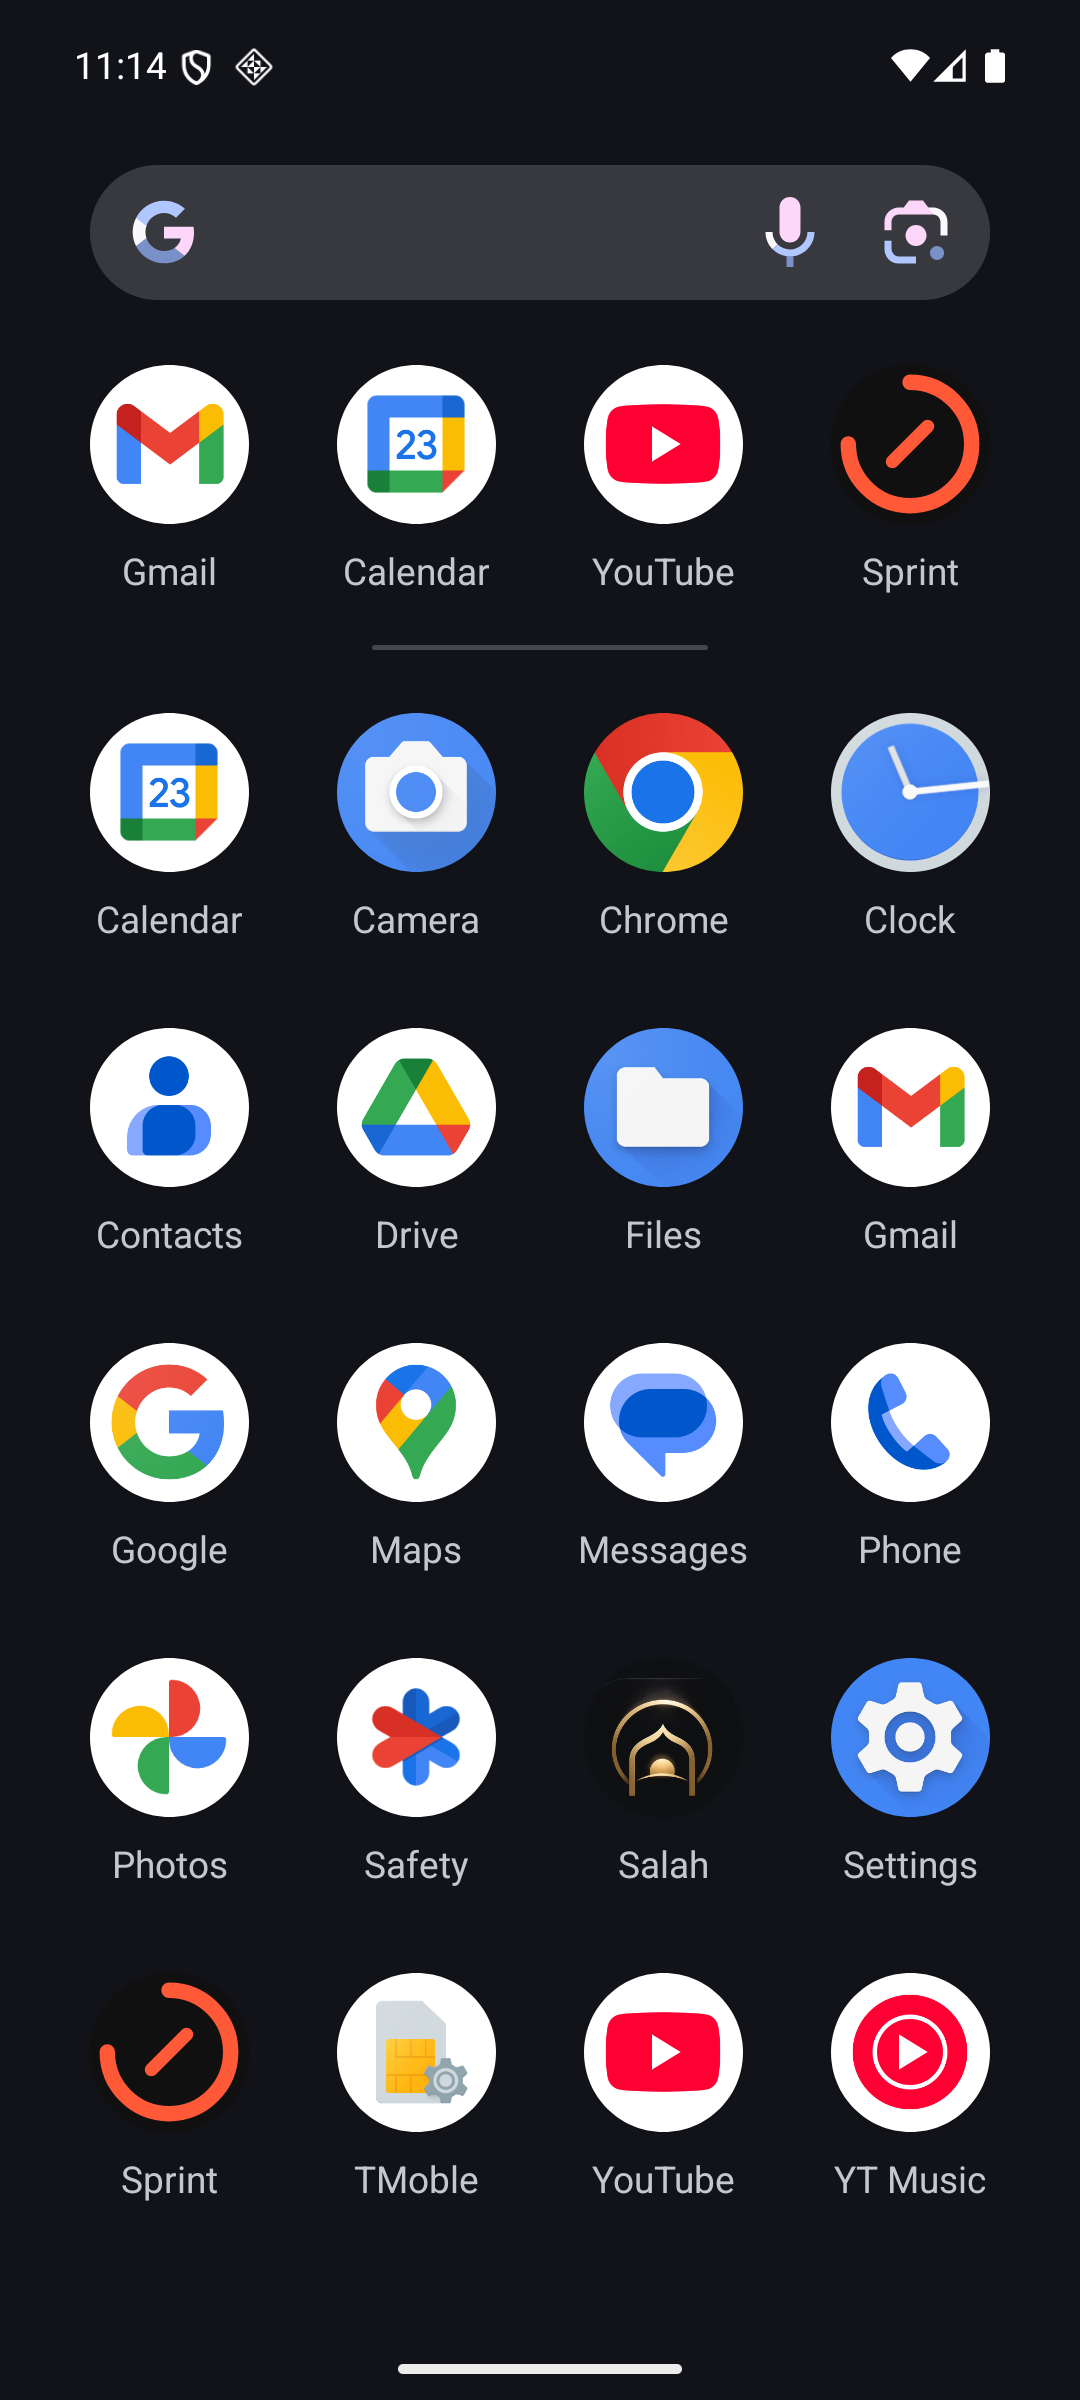 11:14
Gmail Calendar YouTube Sprint
Calendar Camera Chrome Clock
Contacts Drive Files Gmail
Google Maps Messages Phone
Photos Safety Salah Settings
Sprint TMoble YouTube YT Music
23
23